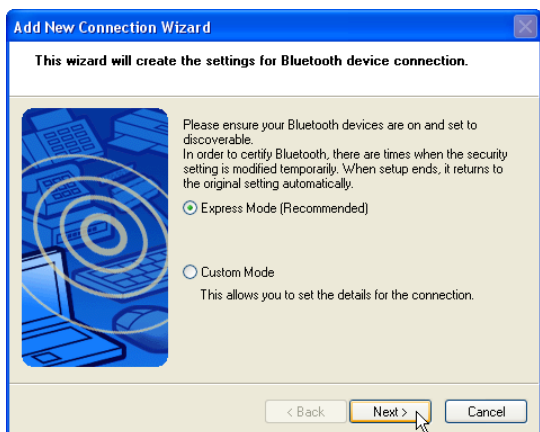 Add New Connection Wizard
This wizard will create the settings for Bluetooth device connection.
Please ensure your Bluetooth devices are on and set to
discoverable.
In order to certify Bluetooth, there are times when the security
setting is modified temporarily. When setup ends, it returns to
the original setting automatically.
Express Mode (Recommended)
Custom Mode
This allows you to set the details for the connection.
< Back Next > Cancel